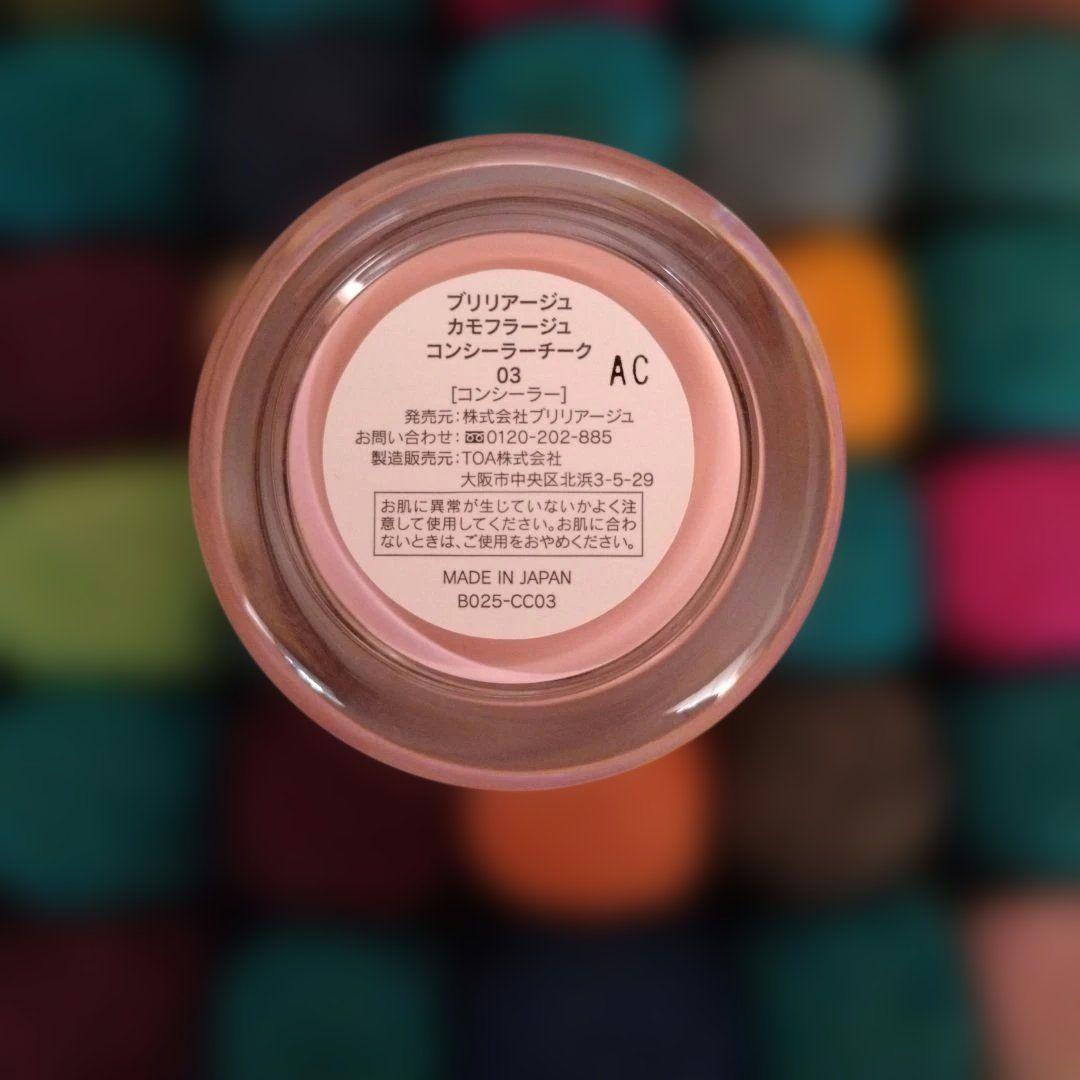 ブリリアージュ
カモフラージュ
コンシーラーチーク
03
AC
[コンシーラー]
発売元:株式会社ブリリアージュ
お問い合わせ:0120-202-885
製造販売元:TOA株式会社
大阪市中央区北浜3-5-29
お肌に異常が生じていないかよく注
意して使用してください。お肌に合わ
ないときは、ご使用をおやめください。
MADE IN JAPAN
B025-CC03